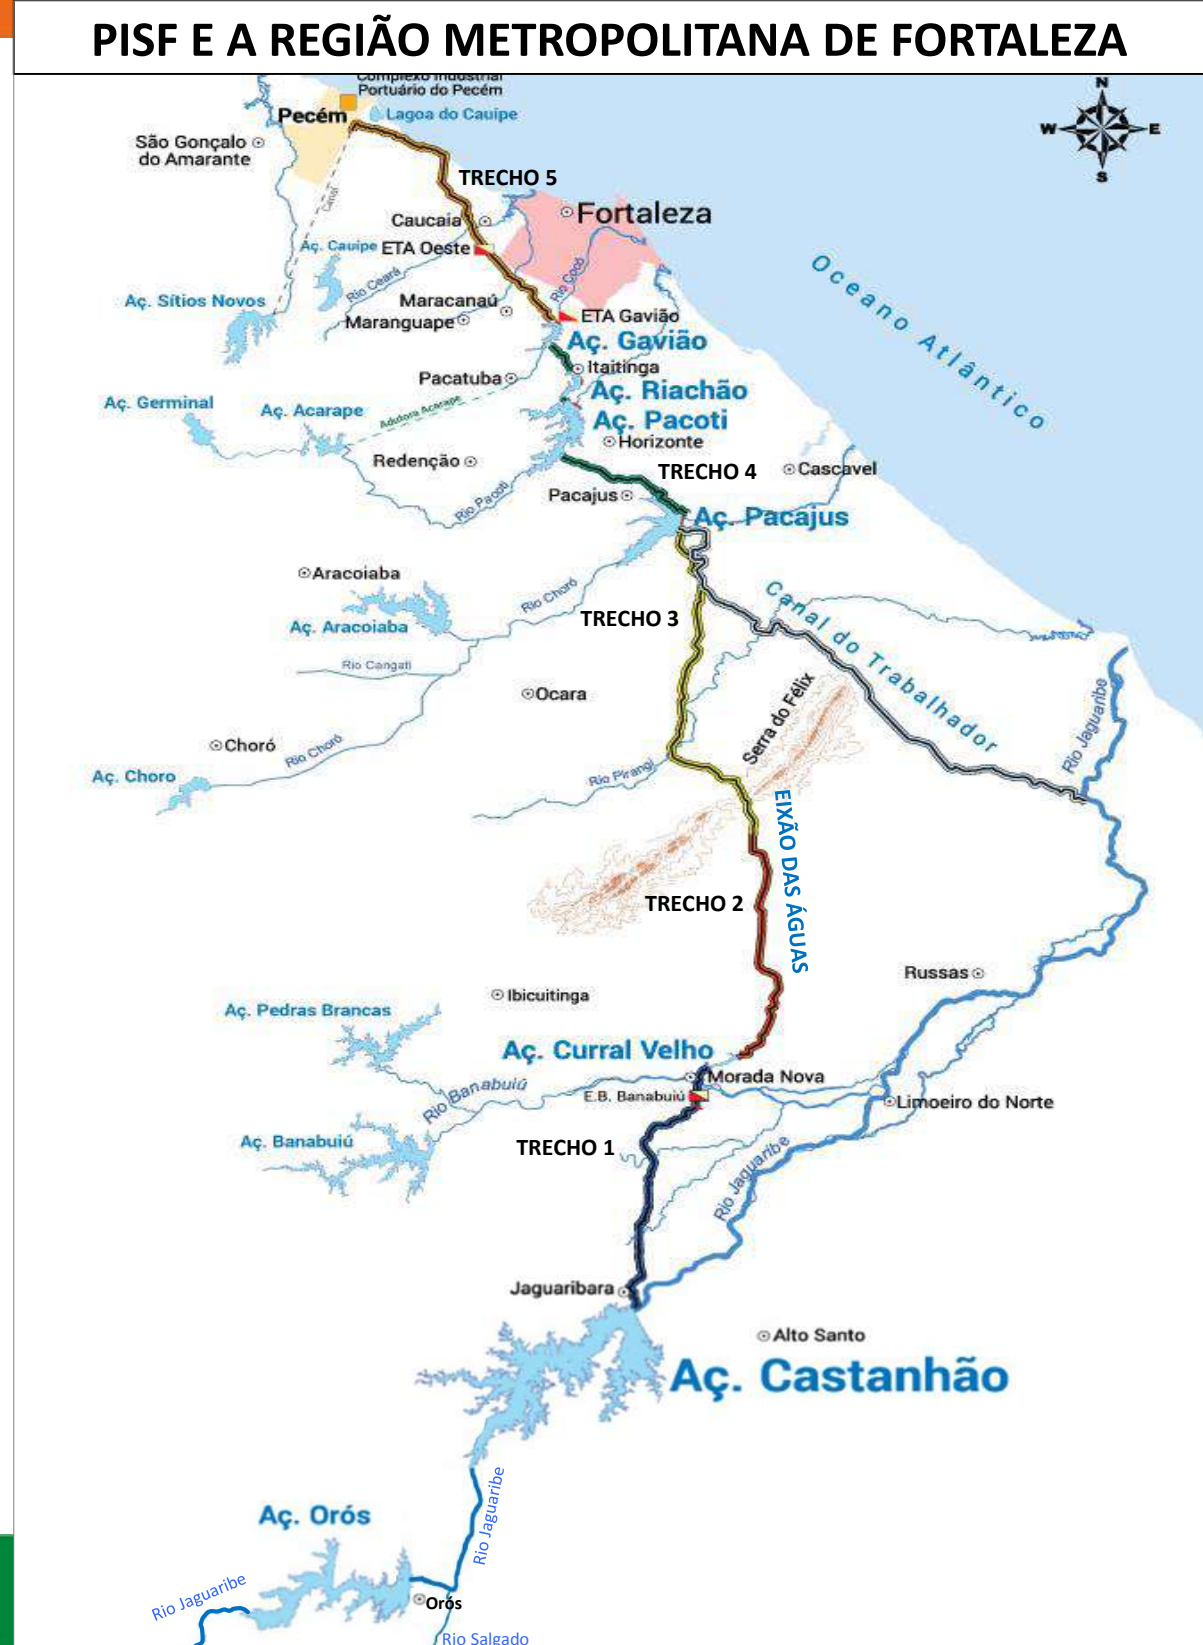 PISF E A REGIÃO METROPOLITANA DE FORTALEZA
Complexo Industrial
Portuário do Pecém
Pecém
Lagoa do Cauípe
São Gonçalo
do Amarante
N
W
E
S
Canal
TRECHO 5
Caucaia
Fortaleza
Aç. Cauípe
ETA Oeste
Rio Ceará
Rio Cocó
Oceano Atlântico
Aç. Sítios Novos
Maracanaú
Maranguape
ETA Gavião
Aç. Gavião
Itaitinga
Pacatuba
Aç. Riachão
Aç. Germinal
Aç. Acarape
Adutora Acarape
Aç. Pacoti
Horizonte
Redenção
TRECHO 4
Cascavel
Rio Pacoti
Pacajus
Aç. Pacajus
Aracoiaba
Rio Choró
Canal do Trabalhador
Aç. Aracoiaba
TRECHO 3
Rio Cangati
Ocara
Serra do Félix
Rio Jaguaribe
Choró
Rio Choró
Aç. Choro
Rio Pirangi
EIXÃO DAS ÁGUAS
TRECHO 2
Russas
Ibicuitinga
Aç. Pedras Brancas
Aç. Curral Velho
Morada Nova
Rio Banabuiú
E.B. Banabuiú
Limoeiro do Norte
Aç. Banabuiú
TRECHO 1
Rio Jaguaribe
Jaguaribara
Alto Santo
Aç. Castanhão
Rio Jaguaribe
Aç. Orós
Rio Jaguaribe
Orós
Rio Salgado